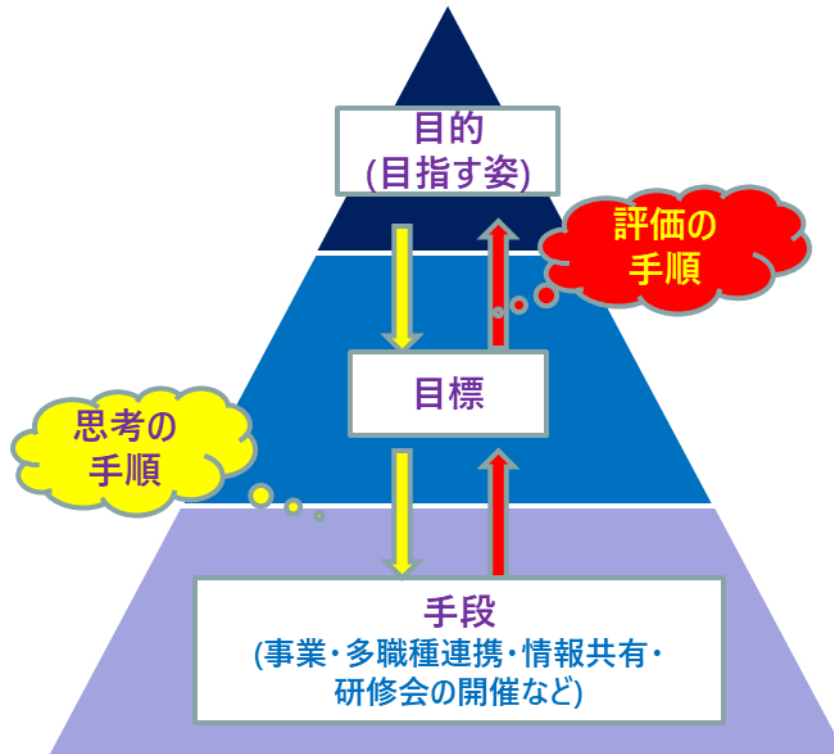 目的
(目指す姿)
評価の
手順
目標
思考の
手順
手段
(事業・多職種連携・情報共有・
研修会の開催など)